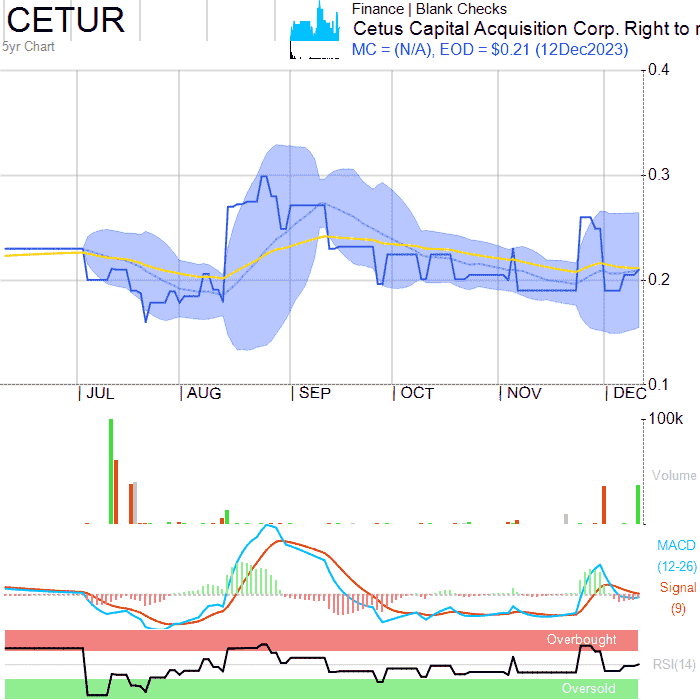 CETUR
5yr Chart
Finance | Blank Checks
Cetus Capital Acquisition Corp. Right to r
MC = (N/A), EOD = $0.21 (12Dec2023)
0.4
0.3
0.2
0.1
JUL AUG SEP OCT NOV DEC
100k
Volume
MACD
(12-26)
Signal
(9)
Overbought
RSI(14)
Oversold